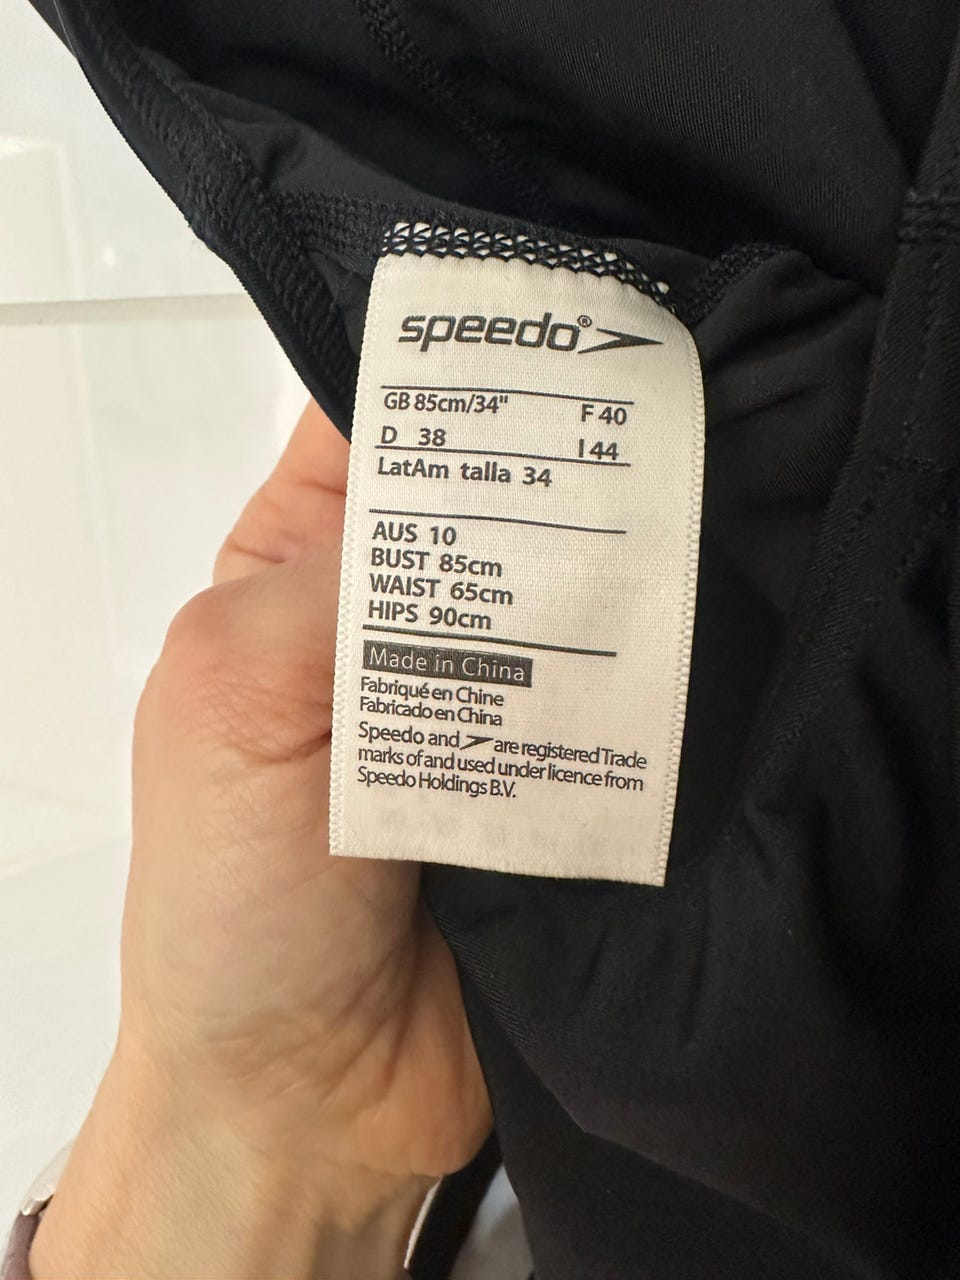 speedo®
GB 85cm/34" F 40
D 38 I 44
LatAm talla 34
AUS 10
BUST 85cm
WAIST 65cm
HIPS 90cm
Made in China
Fabriqué en Chine
Fabricado en China
Speedo and are registered Trade
marks of and used under licence from
Speedo Holdings B.V.